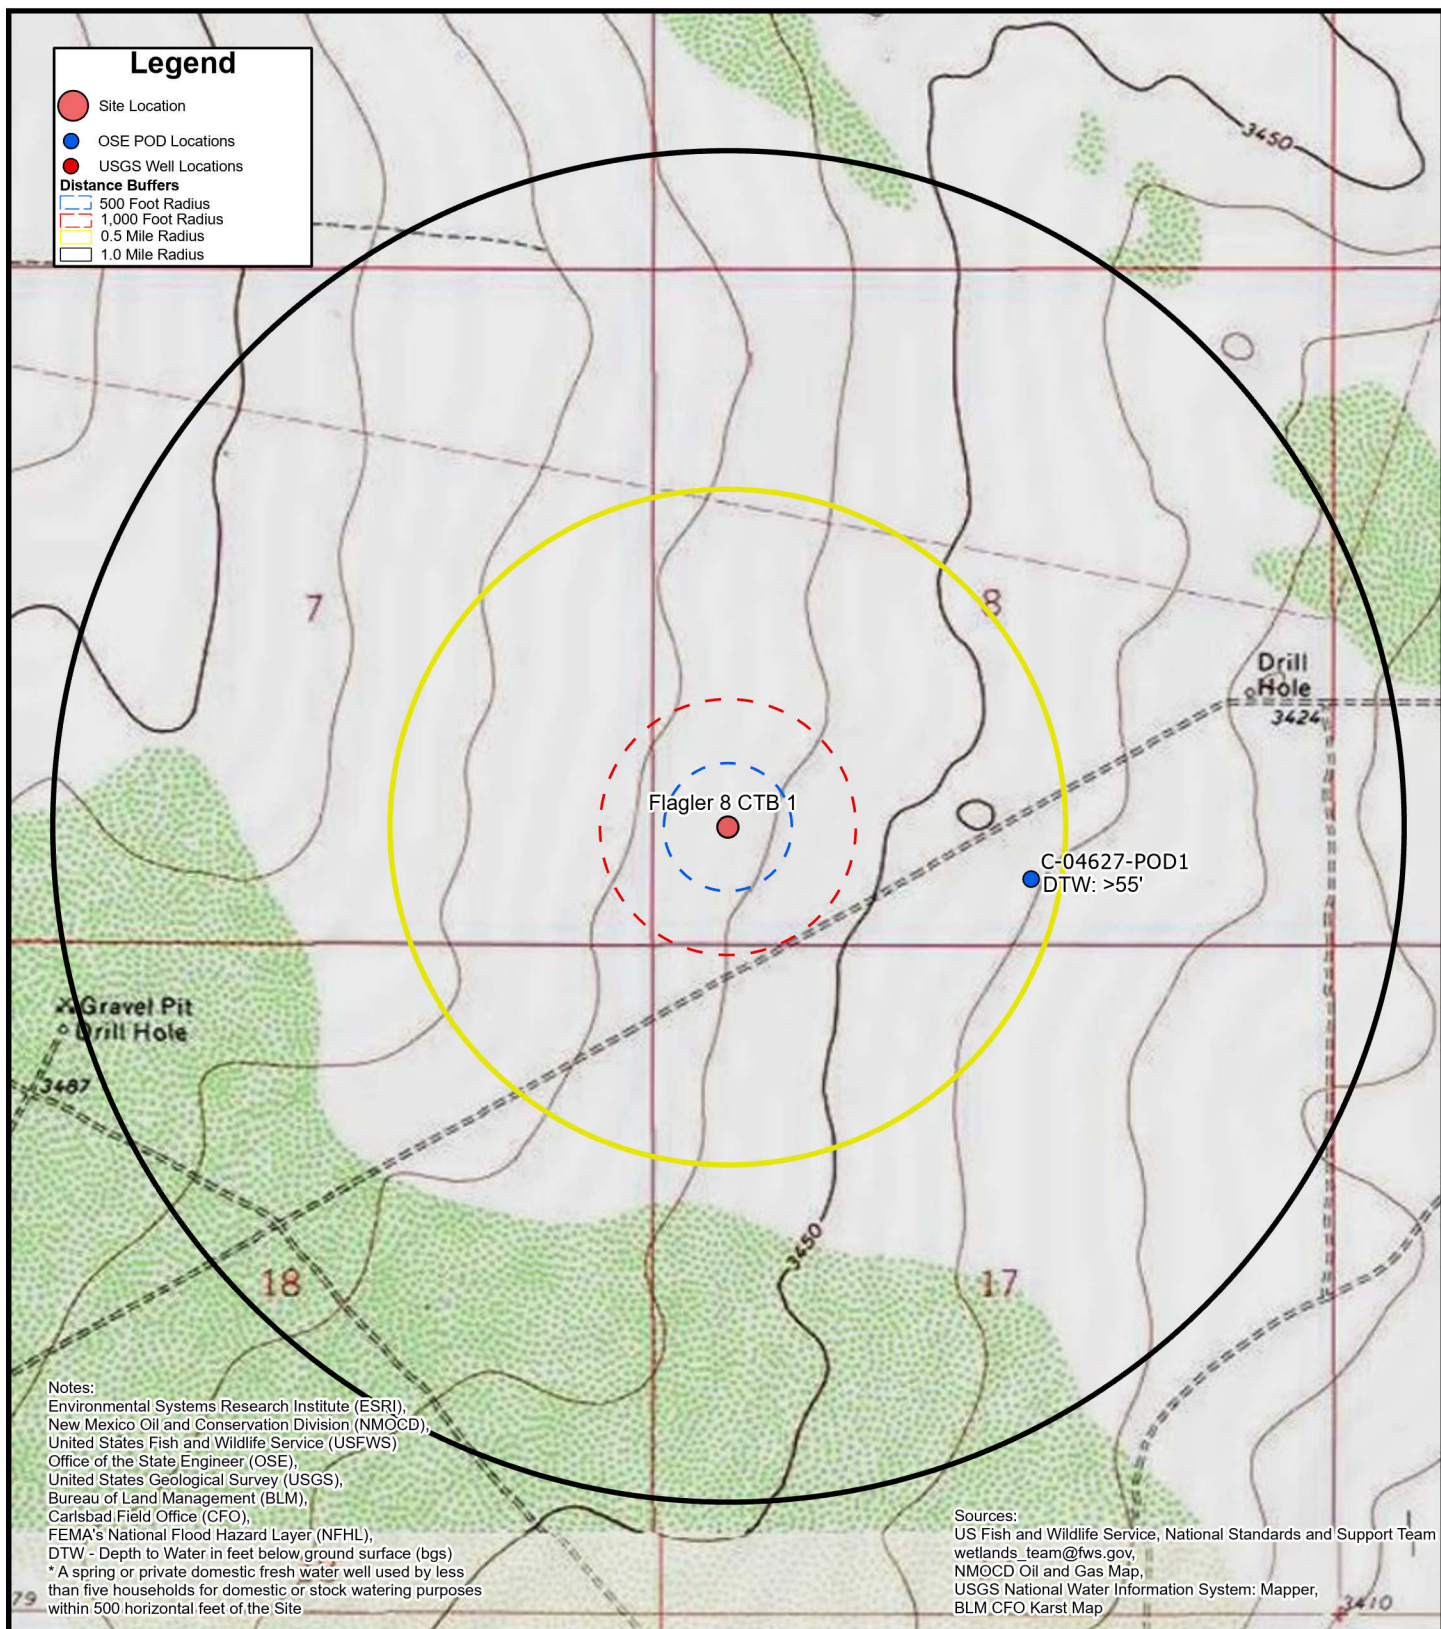 Legend
Site Location
OSE POD Locations
USGS Well Locations
Distance Buffers
500 Foot Radius
1,000 Foot Radius
0.5 Mile Radius
1.0 Mile Radius
3450
7
8
Drill
Hole
3424
Flagler 8 CTB 1
C-04627-POD1
DTW: >55'
Gravel Pit
Drill Hole
3487
3450
18
17
Notes:
Environmental Systems Research Institute (ESRI),
New Mexico Oil and Conservation Division (NMOCD),
United States Fish and Wildlife Service (USFWS)
Office of the State Engineer (OSE),
United States Geological Survey (USGS),
Bureau of Land Management (BLM),
Carlsbad Field Office (CFO),
FEMA's National Flood Hazard Layer (NFHL),
DTW - Depth to Water in feet below ground surface (bgs)
* A spring or private domestic fresh water well used by less
than five households for domestic or stock watering purposes
within 500 horizontal feet of the Site
79
Sources:
US Fish and Wildlife Service, National Standards and Support Team
wetlands_team@fws.gov,
NMOCD Oil and Gas Map,
USGS National Water Information System: Mapper,
BLM CFO Karst Map
3410